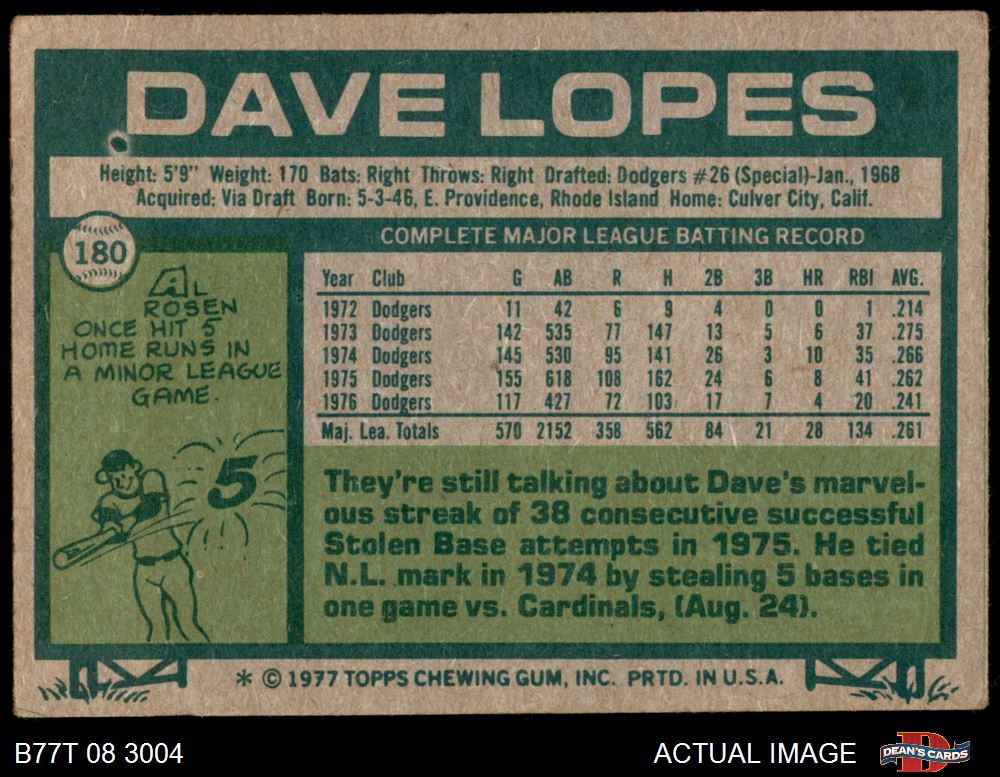 DAVE LOPES
Height: 5'9" Weight: 170 Bats: Right Throws: Right Drafted: Dodgers #26 (Special)-Jan., 1968
Acquired: Via Draft Born: 5-3-46, E. Providence, Rhode Island Home: Culver City, Calif.
180
AL
ROSEN
ONCE HIT 5
HOME RUNS IN
A MINOR LEAGUE
GAME.
5
COMPLETE MAJOR LEAGUE BATTING RECORD
Year Club G AB R H 2B 3B HR RBI AVG.
1972 Dodgers 11 42 6 9 4 0 0 1 .214
1973 Dodgers 142 535 77 147 13 5 6 37 .275
1974 Dodgers 145 530 95 141 26 3 10 35 .266
1975 Dodgers 155 618 108 162 24 6 8 41 .262
1976 Dodgers 117 427 72 103 17 7 4 20 .241
Maj. Lea. Totals 570 2152 358 562 84 21 28 134 .261
They're still talking about Dave's marvel-
ous streak of 38 consecutive successful
Stolen Base attempts in 1975. He tied
N.L. mark in 1974 by stealing 5 bases in
one game vs. Cardinals, (Aug. 24).
* © 1977 TOPPS CHEWING GUM, INC. PRTD. IN U.S.A.
B77T 08 3004
ACTUAL IMAGE
D
DEAN'S CARDS